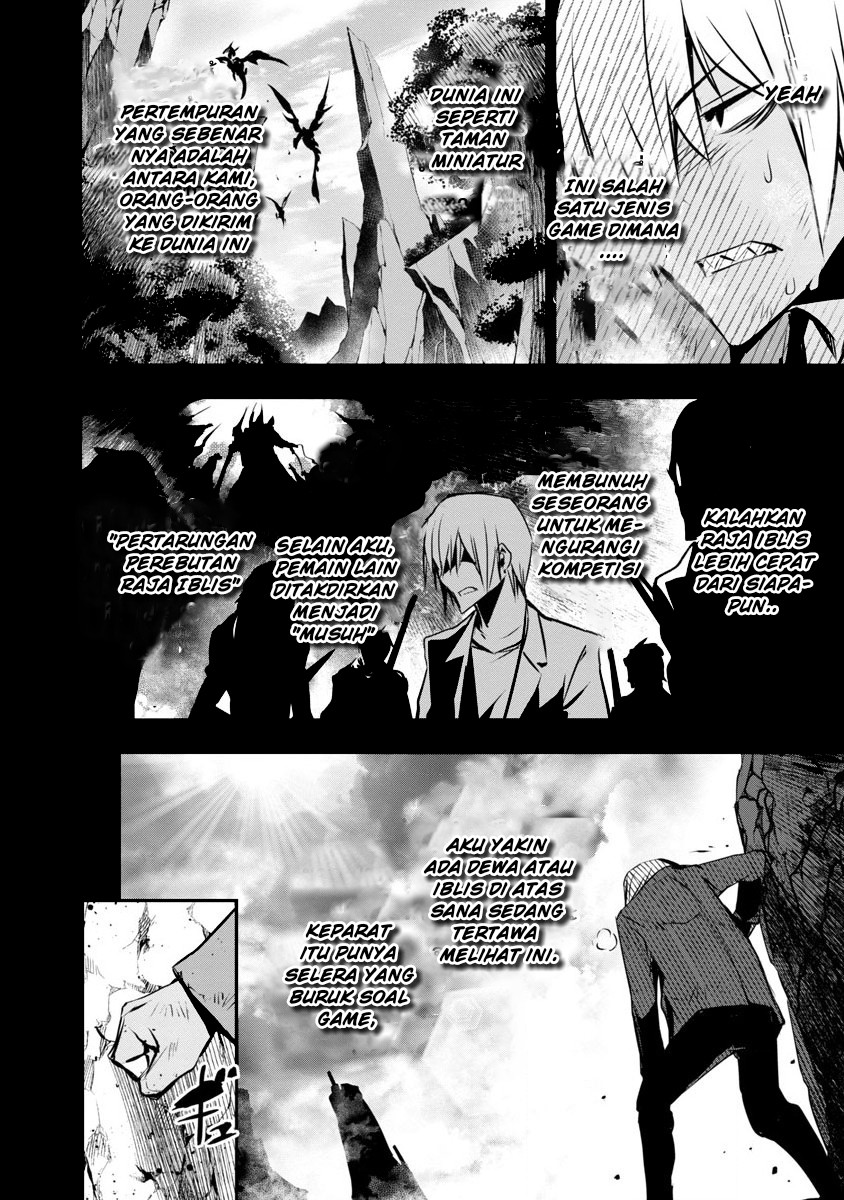 YEAH
INI SALAH
SATU JENIS
GAME DIMANA
....
DUNIA INI
SEPERTI
TAMAN
MINIATUR
PERTEMPURAN
YANG SEBENAR
NYA ADALAH
ANTARA KAMI,
ORANG-ORANG
YANG DIKIRIM
KE DUNIA INI
KALAHKAN
RAJA IBLIS
LEBIH CEPAT
DARI SIAPA-
PUN..
MEMBUNUH
SESEORANG
UNTUK ME-
NGURANGI
KOMPETISI
SELAIN AKU,
PEMAIN LAIN
DITAKDIRKAN
MENJADI
"MUSUH"
"PERTARUNGAN
PEREBUTAN
RAJA IBLIS"
AKU YAKIN
ADA DEWA ATAU
IBLIS DI ATAS
SANA SEDANG
TERTAWA
MELIHAT INI.
KEPARAT
ITU PUNYA
SELERA YANG
BURUK SOAL
GAME,
ギュ